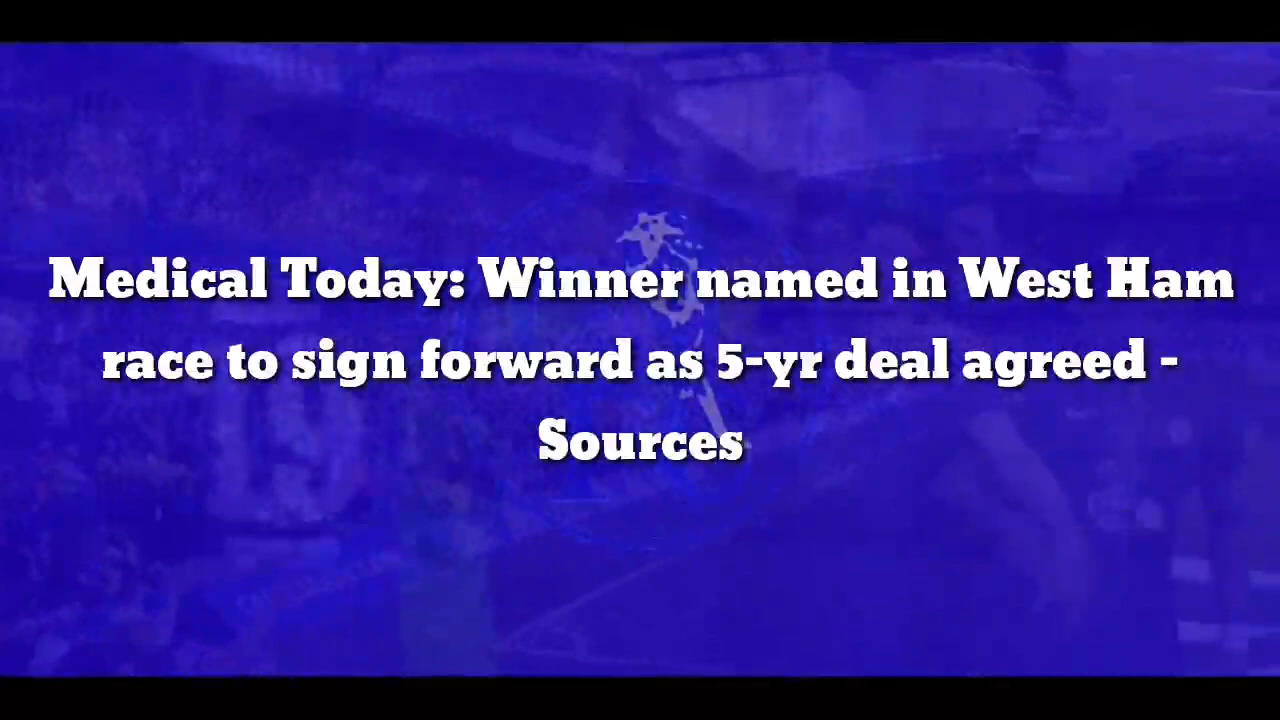 Medical Today: Winner named in West Ham
race to sign forward as 5-yr deal agreed -
Sources